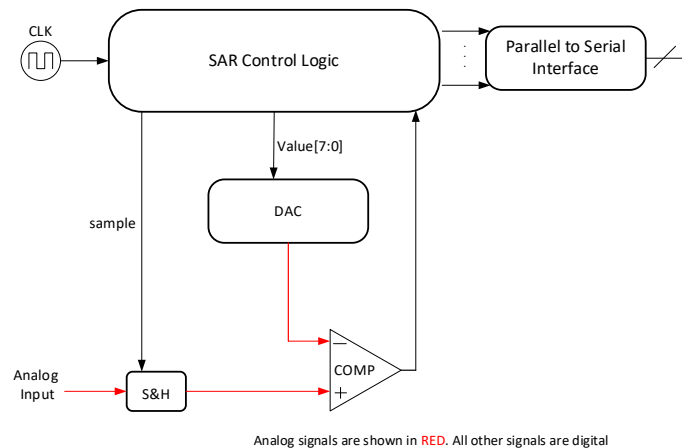 CLK
SAR Control Logic
Parallel to Serial
Interface
Value[7:0]
DAC
sample
COMP
Analog
Input
S&H
Analog signals are shown in RED. All other signals are digital